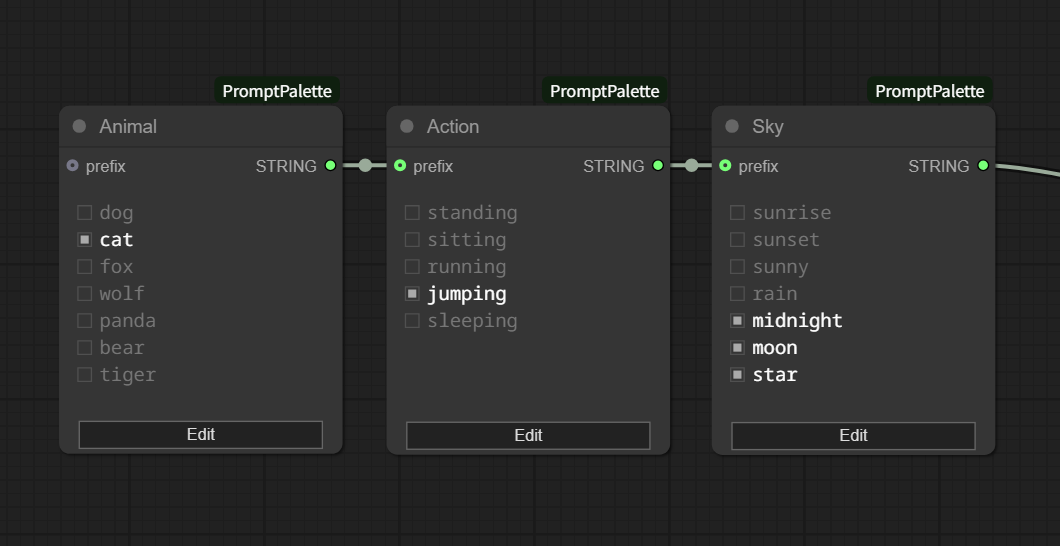 PromptPalette
Animal
prefix
STRING
dog
cat
fox
wolf
panda
bear
tiger
Edit
PromptPalette
Action
prefix
STRING
standing
sitting
running
jumping
sleeping
Edit
PromptPalette
Sky
prefix
STRING
sunrise
sunset
sunny
rain
midnight
moon
star
Edit